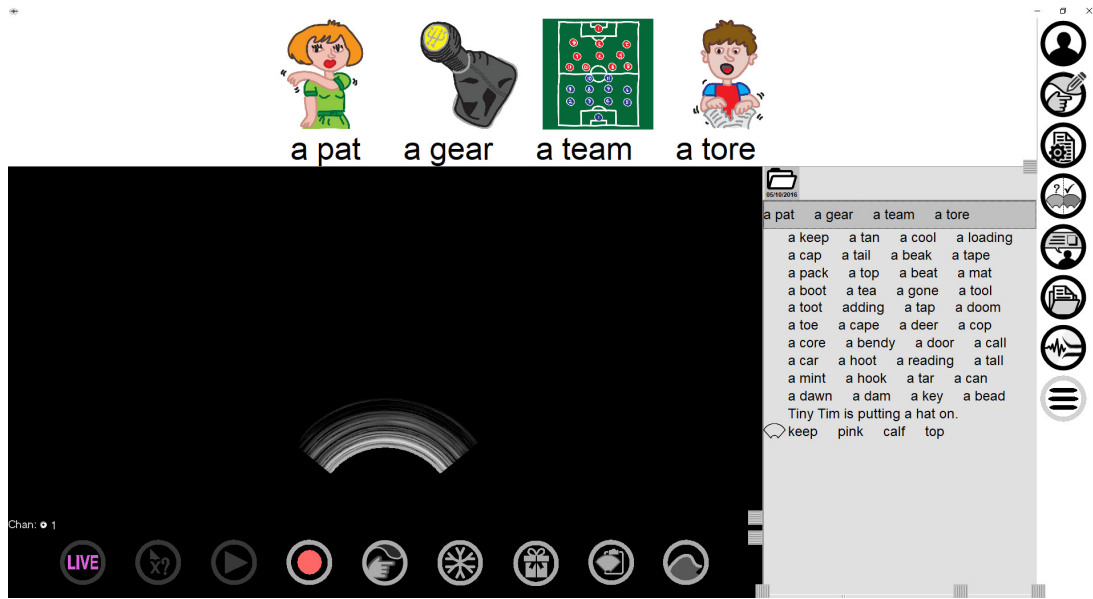 a pat a gear a team a tore
05/10/2016
a pat a gear a team a tore
a keep a tan a cool a loading
a cap a tail a beak a tape
a pack a top a beat a mat
a boot a tea a gone a tool
a toot adding a tap a doom
a toe a cape a deer a cop
a core a bendy a door a call
a car a hoot a reading a tall
a mint a hook a tar a can
a dawn a dam a key a bead
Tiny Tim is putting a hat on.
keep pink calf top
Chan: 1
LIVE
x?
?